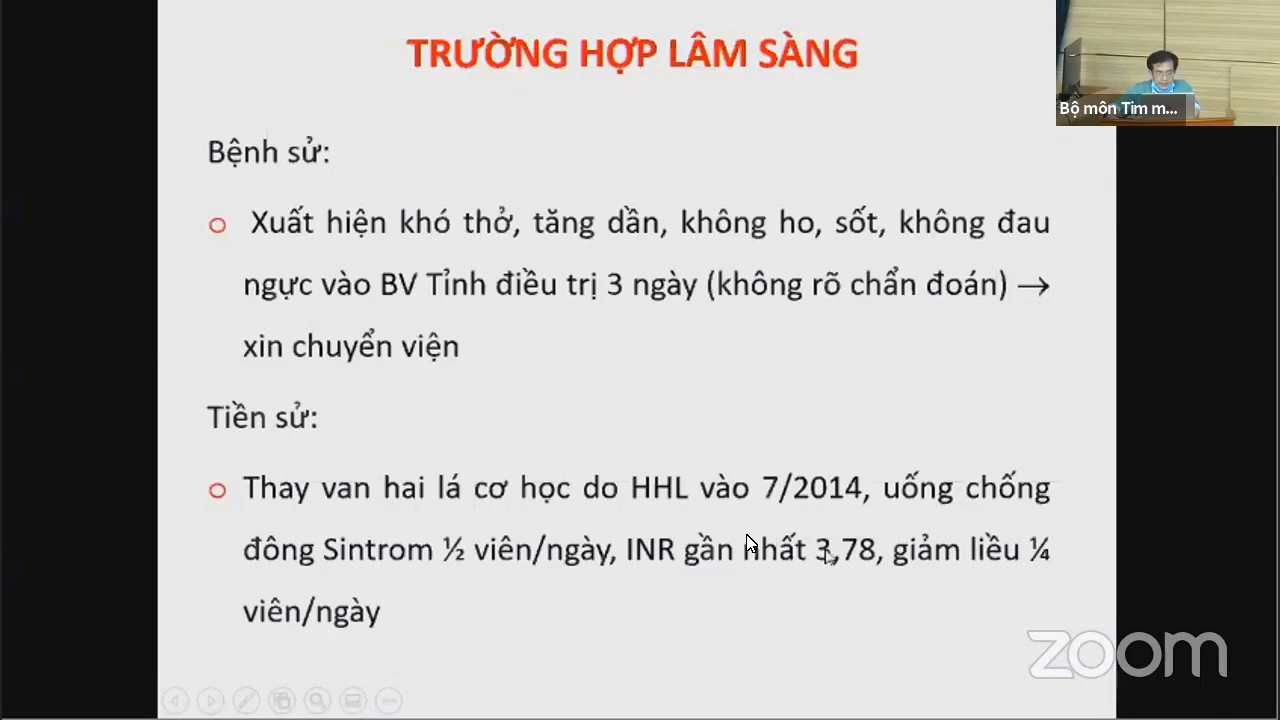 TRƯỜNG HỢP LÂM SÀNG
Bộ môn Tim m...
Bệnh sử:
Xuất hiện khó thở, tăng dần, không ho, sốt, không đau
ngực vào BV Tỉnh điều trị 3 ngày (không rõ chẩn đoán) →
xin chuyển viện
Tiền sử:
Thay van hai lá cơ học do HHL vào 7/2014, uống chống
đông Sintrom ½ viên/ngày, INR gần nhất 3,78, giảm liều ¼
viên/ngày
zoom